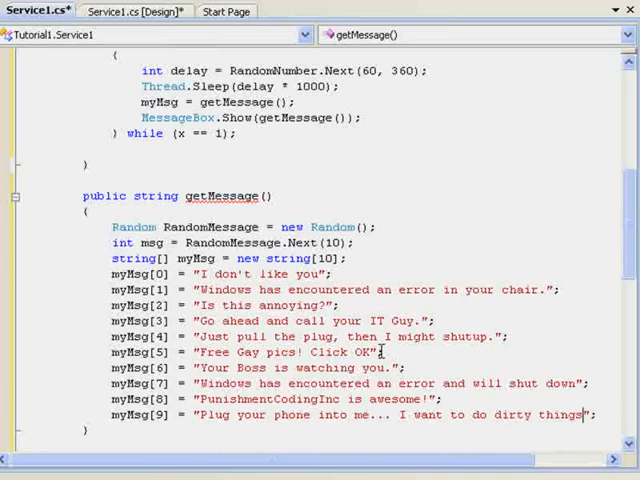 Service1.cs* Service1.cs [Design]* Start Page
Tutorial1.Service1 getMessage()
{
int delay = RandomNumber.Next(60, 360);
Thread.Sleep(delay * 1000);
myMsg = getMessage();
MessageBox.Show(getMessage());
} while (x == 1);
}
public string getMessage()
{
Random RandomMessage = new Random();
int msg = RandomMessage.Next(10);
string[] myMsg = new string[10];
myMsg[0] = "I don't like you";
myMsg[1] = "Windows has encountered an error in your chair.";
myMsg[2] = "Is this annoying?";
myMsg[3] = "Go ahead and call your IT Guy.";
myMsg[4] = "Just pull the plug, then I might shutup.";
myMsg[5] = "Free Gay pics! Click OK";
myMsg[6] = "Your Boss is watching you.";
myMsg[7] = "Windows has encountered an error and will shut down";
myMsg[8] = "PunishmentCodingInc is awesome!";
myMsg[9] = "Plug your phone into me... I want to do dirty things";
}